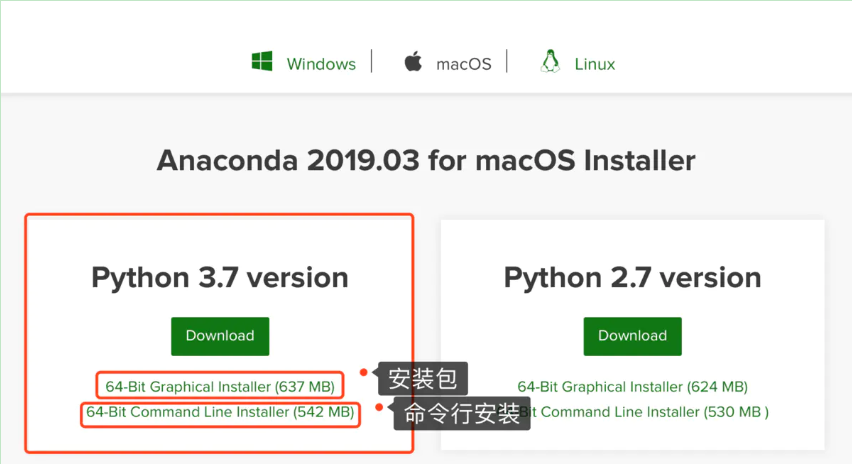 Windows
macOS
Linux
Anaconda 2019.03 for macOS Installer
Python 3.7 version
Download
64-Bit Graphical Installer (637 MB)
安装包
64-Bit Command Line Installer (542 MB)
命令行安装
Python 2.7 version
Download
64-Bit Graphical Installer (624 MB)
Bit Command Line Installer (530 MB )